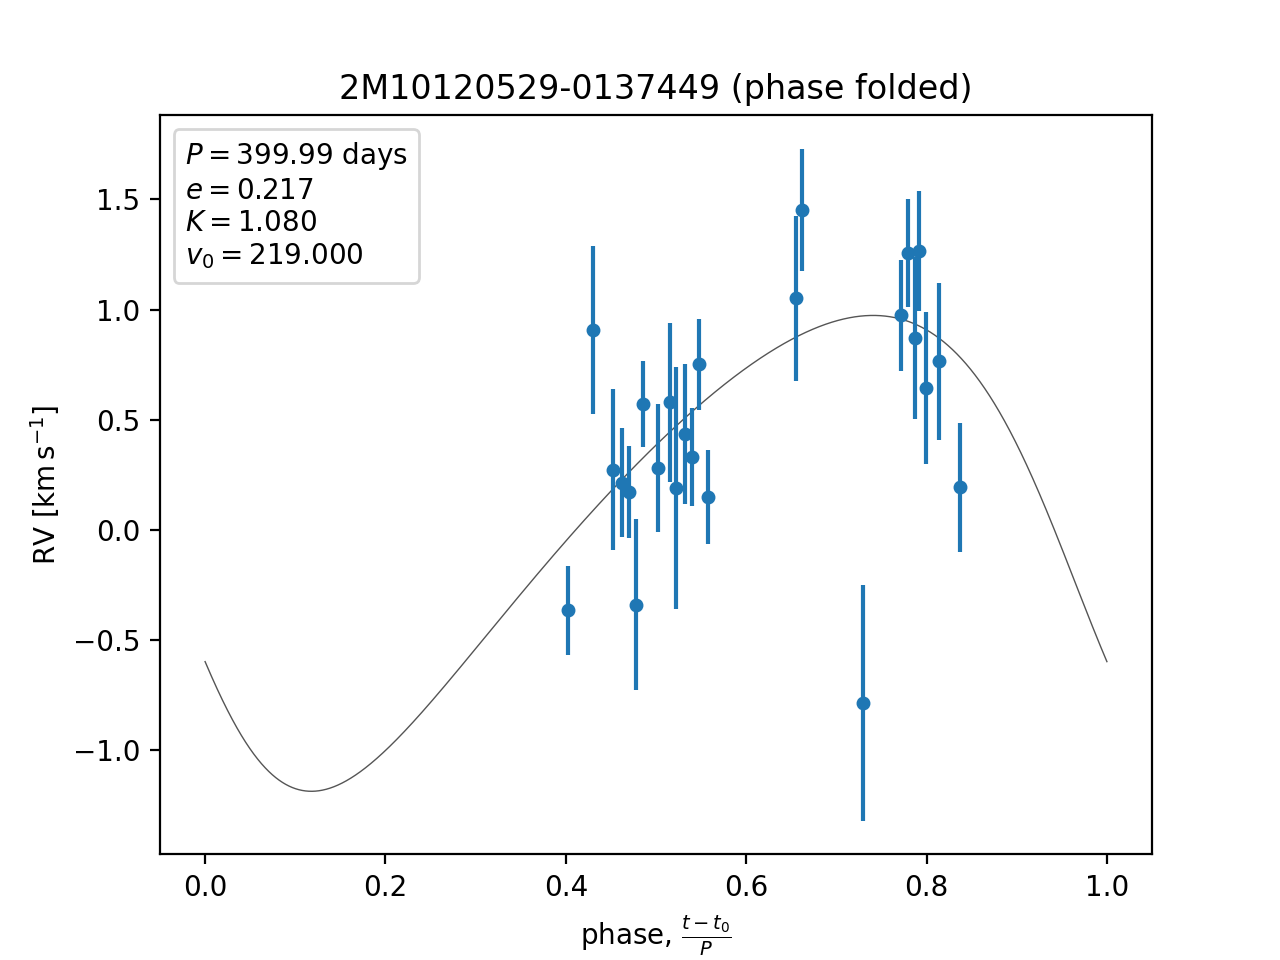 2M10120529-0137449 (phase folded)
P = 399.99 days
e = 0.217
K = 1.080
v₀ = 219.000
1.5
1.0
0.5
0.0
−0.5
−1.0
RV [km s⁻¹]
0.0 0.2 0.4 0.6 0.8 1.0
phase, (t − t₀)/P